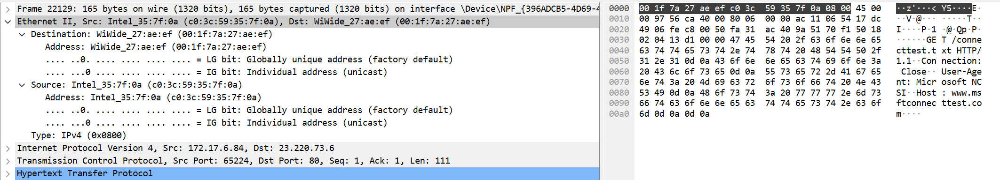 Frame 22129: 165 bytes on wire (1320 bits), 165 bytes captured (1320 bits) on interface \Device\NPF_{396ADCB5-4D69-4
Ethernet II, Src: Intel_35:7f:0a (c0:3c:59:35:7f:0a), Dst: WiWide_27:ae:ef (00:1f:7a:27:ae:ef)
Destination: WiWide_27:ae:ef (00:1f:7a:27:ae:ef)
Address: WiWide_27:ae:ef (00:1f:7a:27:ae:ef)
.... ..0. .... .... .... .... = LG bit: Globally unique address (factory default)
.... ...0 .... .... .... .... = IG bit: Individual address (unicast)
Source: Intel_35:7f:0a (c0:3c:59:35:7f:0a)
Address: Intel_35:7f:0a (c0:3c:59:35:7f:0a)
.... ..0. .... .... .... .... = LG bit: Globally unique address (factory default)
.... ...0 .... .... .... .... = IG bit: Individual address (unicast)
Type: IPv4 (0x0800)
Internet Protocol Version 4, Src: 172.17.6.84, Dst: 23.220.73.6
Transmission Control Protocol, Src Port: 65224, Dst Port: 80, Seq: 1, Ack: 1, Len: 111
Hypertext Transfer Protocol
0000 00 1f 7a 27 ae ef c0 3c 59 35 7f 0a 08 00 45 00 ··z'···< Y5····E·
0010 00 97 56 ca 40 00 80 06 00 00 ac 11 06 54 17 dc ··V·@··· ·····T··
0020 49 06 fe c8 00 50 fa 31 ac 40 9a 51 70 f1 50 18 I····P·1 ·@·Qp·P·
0030 02 04 13 d1 00 00 47 45 54 20 2f 63 6f 6e 6e 65 ······GE T /conne
0040 63 74 74 65 73 74 2e 74 78 74 20 48 54 54 50 2f cttest.t xt HTTP/
0050 31 2e 31 0d 0a 43 6f 6e 6e 65 63 74 69 6f 6e 3a 1.1··Con nection:
0060 20 43 6c 6f 73 65 0d 0a 55 73 65 72 2d 41 67 65 Close·· User-Age
0070 6e 74 3a 20 4d 69 63 72 6f 73 6f 66 74 20 4e 43 nt: Micr osoft NC
0080 53 49 0d 0a 48 6f 73 74 3a 20 77 77 77 2e 6d 73 SI··Host : www.ms
0090 66 74 63 6f 6e 6e 65 63 74 74 65 73 74 2e 63 6f ftconnec ttest.co
00a0 6d 0d 0a 0d 0a m····